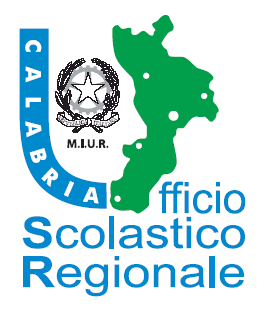 CALABRIA
M.I.U.R.
Ufficio
Scolastico
Regionale